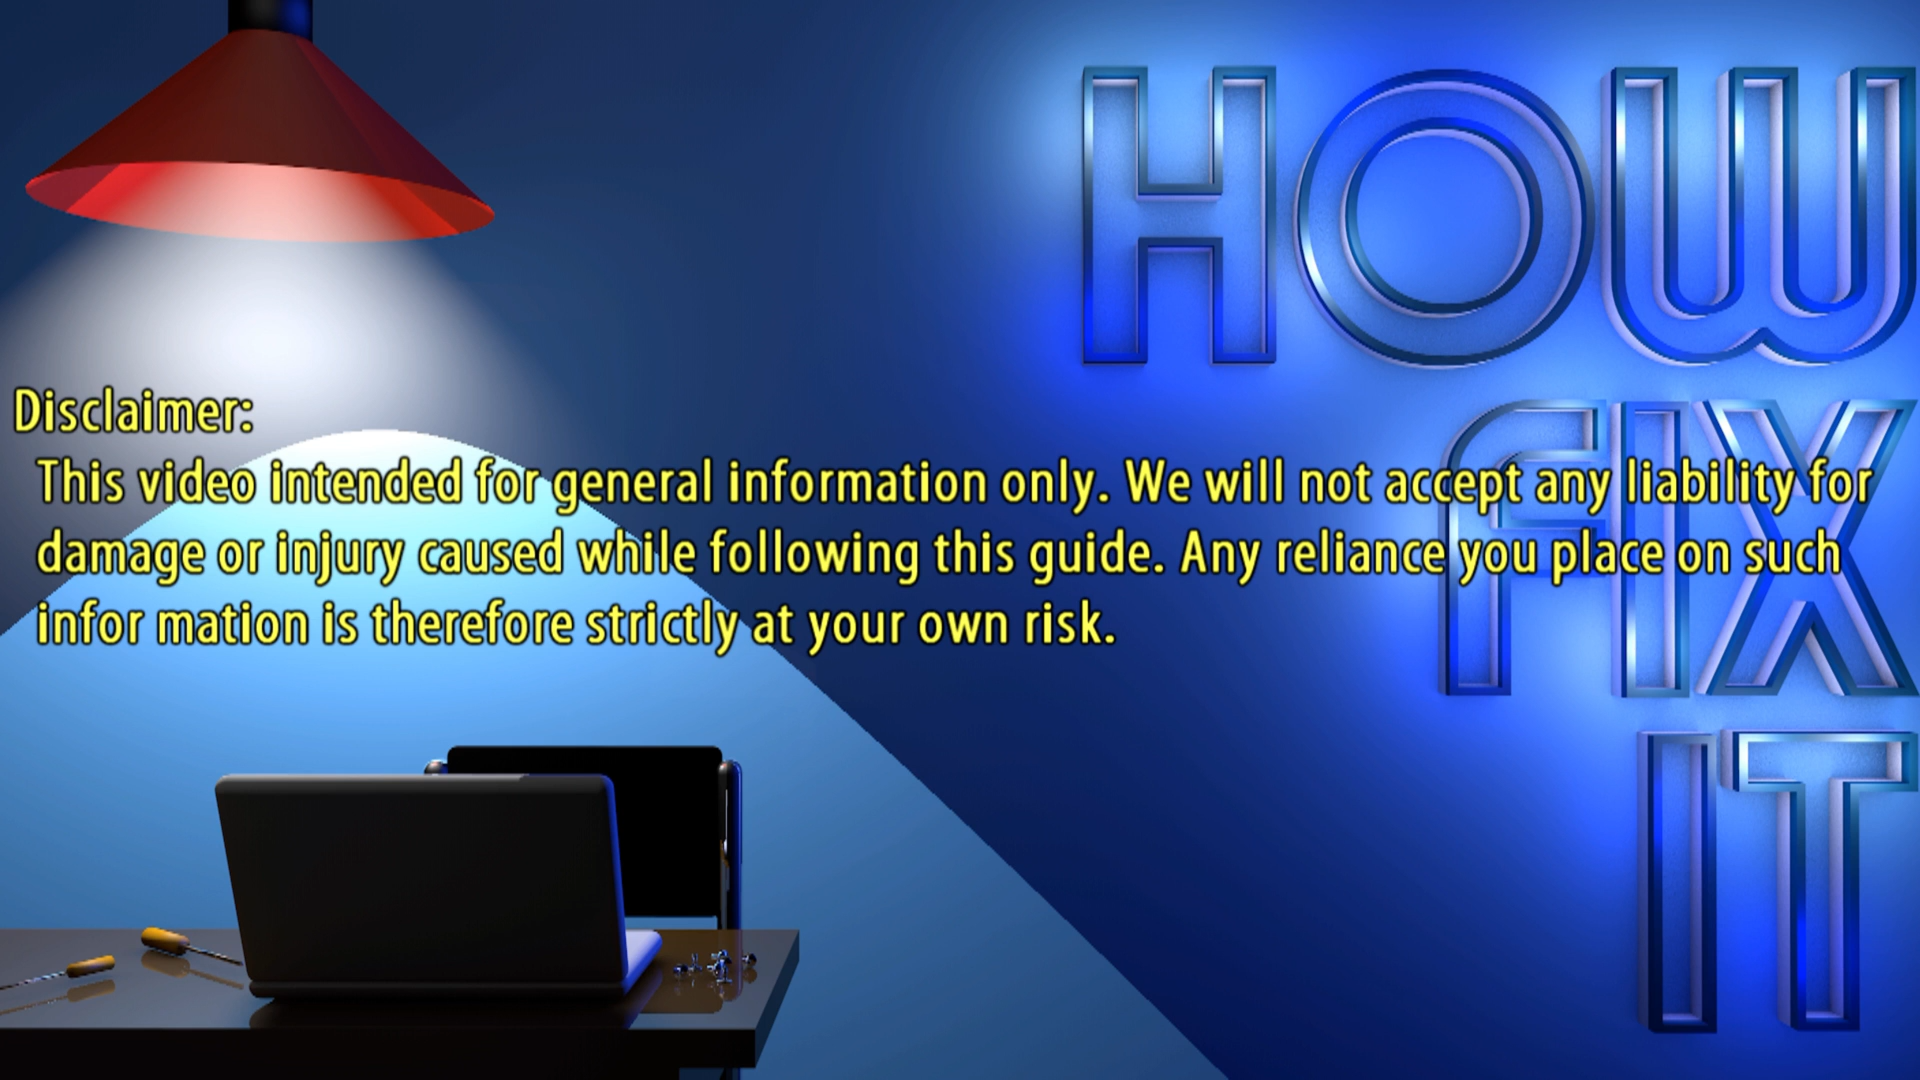 HOW
FIX
IT
Disclaimer:
This video intended for general information only. We will not accept any liability for
damage or injury caused while following this guide. Any reliance you place on such
infor mation is therefore strictly at your own risk.